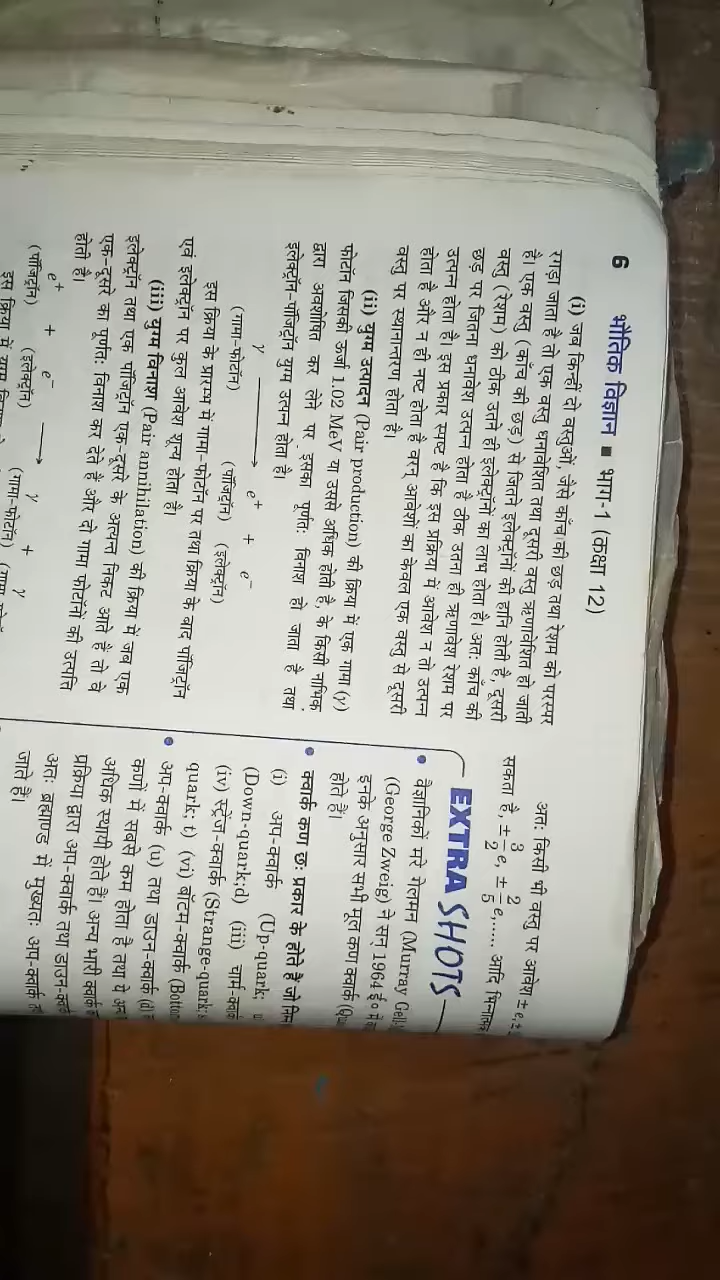 6 भौतिक विज्ञान ■ भाग-1 (कक्षा 12)
(i) जब किन्हीं दो वस्तुओं, जैसे काँच की छड़ तथा रेशम को परस्पर
रगड़ा जाता है तो एक वस्तु धनावेशित तथा दूसरी वस्तु ऋणावेशित हो जाती
है। एक वस्तु (काँच की छड़) से जितने इलेक्ट्रॉनों की हानि होती है, दूसरी
वस्तु (रेशम) को ठीक उतने ही इलेक्ट्रॉनों का लाभ होता है। अतः काँच की
छड़ पर जितना धनावेश उत्पन्न होता है ठीक उतना ही ऋणावेश रेशम पर
उत्पन्न होता है। इस प्रकार स्पष्ट है कि इस प्रक्रिया में आवेश न तो उत्पन्न
होता है और न ही नष्ट होता है वरन् आवेशों का केवल एक वस्तु से दूसरी
वस्तु पर स्थानान्तरण होता है।
(ii) युग्म उत्पादन (Pair production) की क्रिया में एक गामा (γ)
फोटॉन जिसकी ऊर्जा 1.02 MeV या उससे अधिक होती है, के किसी नाभिक
द्वारा अवशोषित कर लेने पर इसका पूर्णतः विनाश हो जाता है तथा
इलेक्ट्रॉन-पॉजिट्रॉन युग्म उत्पन्न होता है।
γ ⟶ e⁺ + e⁻
(गामा-फोटॉन) (पॉजिट्रॉन) (इलेक्ट्रॉन)
इस क्रिया के प्रारम्भ में गामा-फोटॉन पर तथा क्रिया के बाद पॉजिट्रॉन
एवं इलेक्ट्रॉन पर कुल आवेश शून्य होता है।
(iii) युग्म विनाश (Pair annihilation) की क्रिया में जब एक
इलेक्ट्रॉन तथा एक पॉजिट्रॉन एक-दूसरे के अत्यन्त निकट आते हैं तो वे
एक-दूसरे का पूर्णतः विनाश कर देते हैं और दो गामा फोटॉनों की उत्पत्ति
होती है।
e⁺ + e⁻ ⟶ γ + γ
(पॉजिट्रॉन) (इलेक्ट्रॉन) (गामा-फोटॉन) (गामा
इस क्रिया में
अतः किसी भी वस्तु पर आवेश ± e, ±
सकता है, ± 3/2 e, ± 2/5 e,..... आदि भिन्नात्मक
EXTRA SHOTS
• वैज्ञानिकों मरे गेलमन (Murray Gell-
(George Zweig) ने सन् 1964 ई० में
इनके अनुसार सभी मूल कण क्वार्क (Qu
होते हैं।
• क्वार्क कण छः प्रकार के होते हैं जो निम्न
(i) अप-क्वार्क (Up-quark; u
(Down-quark;d) (iii) चार्म-क्वार्क
(iv) स्ट्रेंज-क्वार्क (Strange-quark; s
quark; t) (vi) बॉटम-क्वार्क (Bottom
• अप-क्वार्क (u) तथा डाउन-क्वार्क (d)
कणों में सबसे कम होता है तथा ये अन्य
अधिक स्थायी होते हैं। अन्य भारी क्वार्क
प्रक्रिया द्वारा अप-क्वार्क तथा डाउन-क्वार्क
अतः ब्रह्माण्ड में मुख्यतः अप-क्वार्क
जाते हैं।